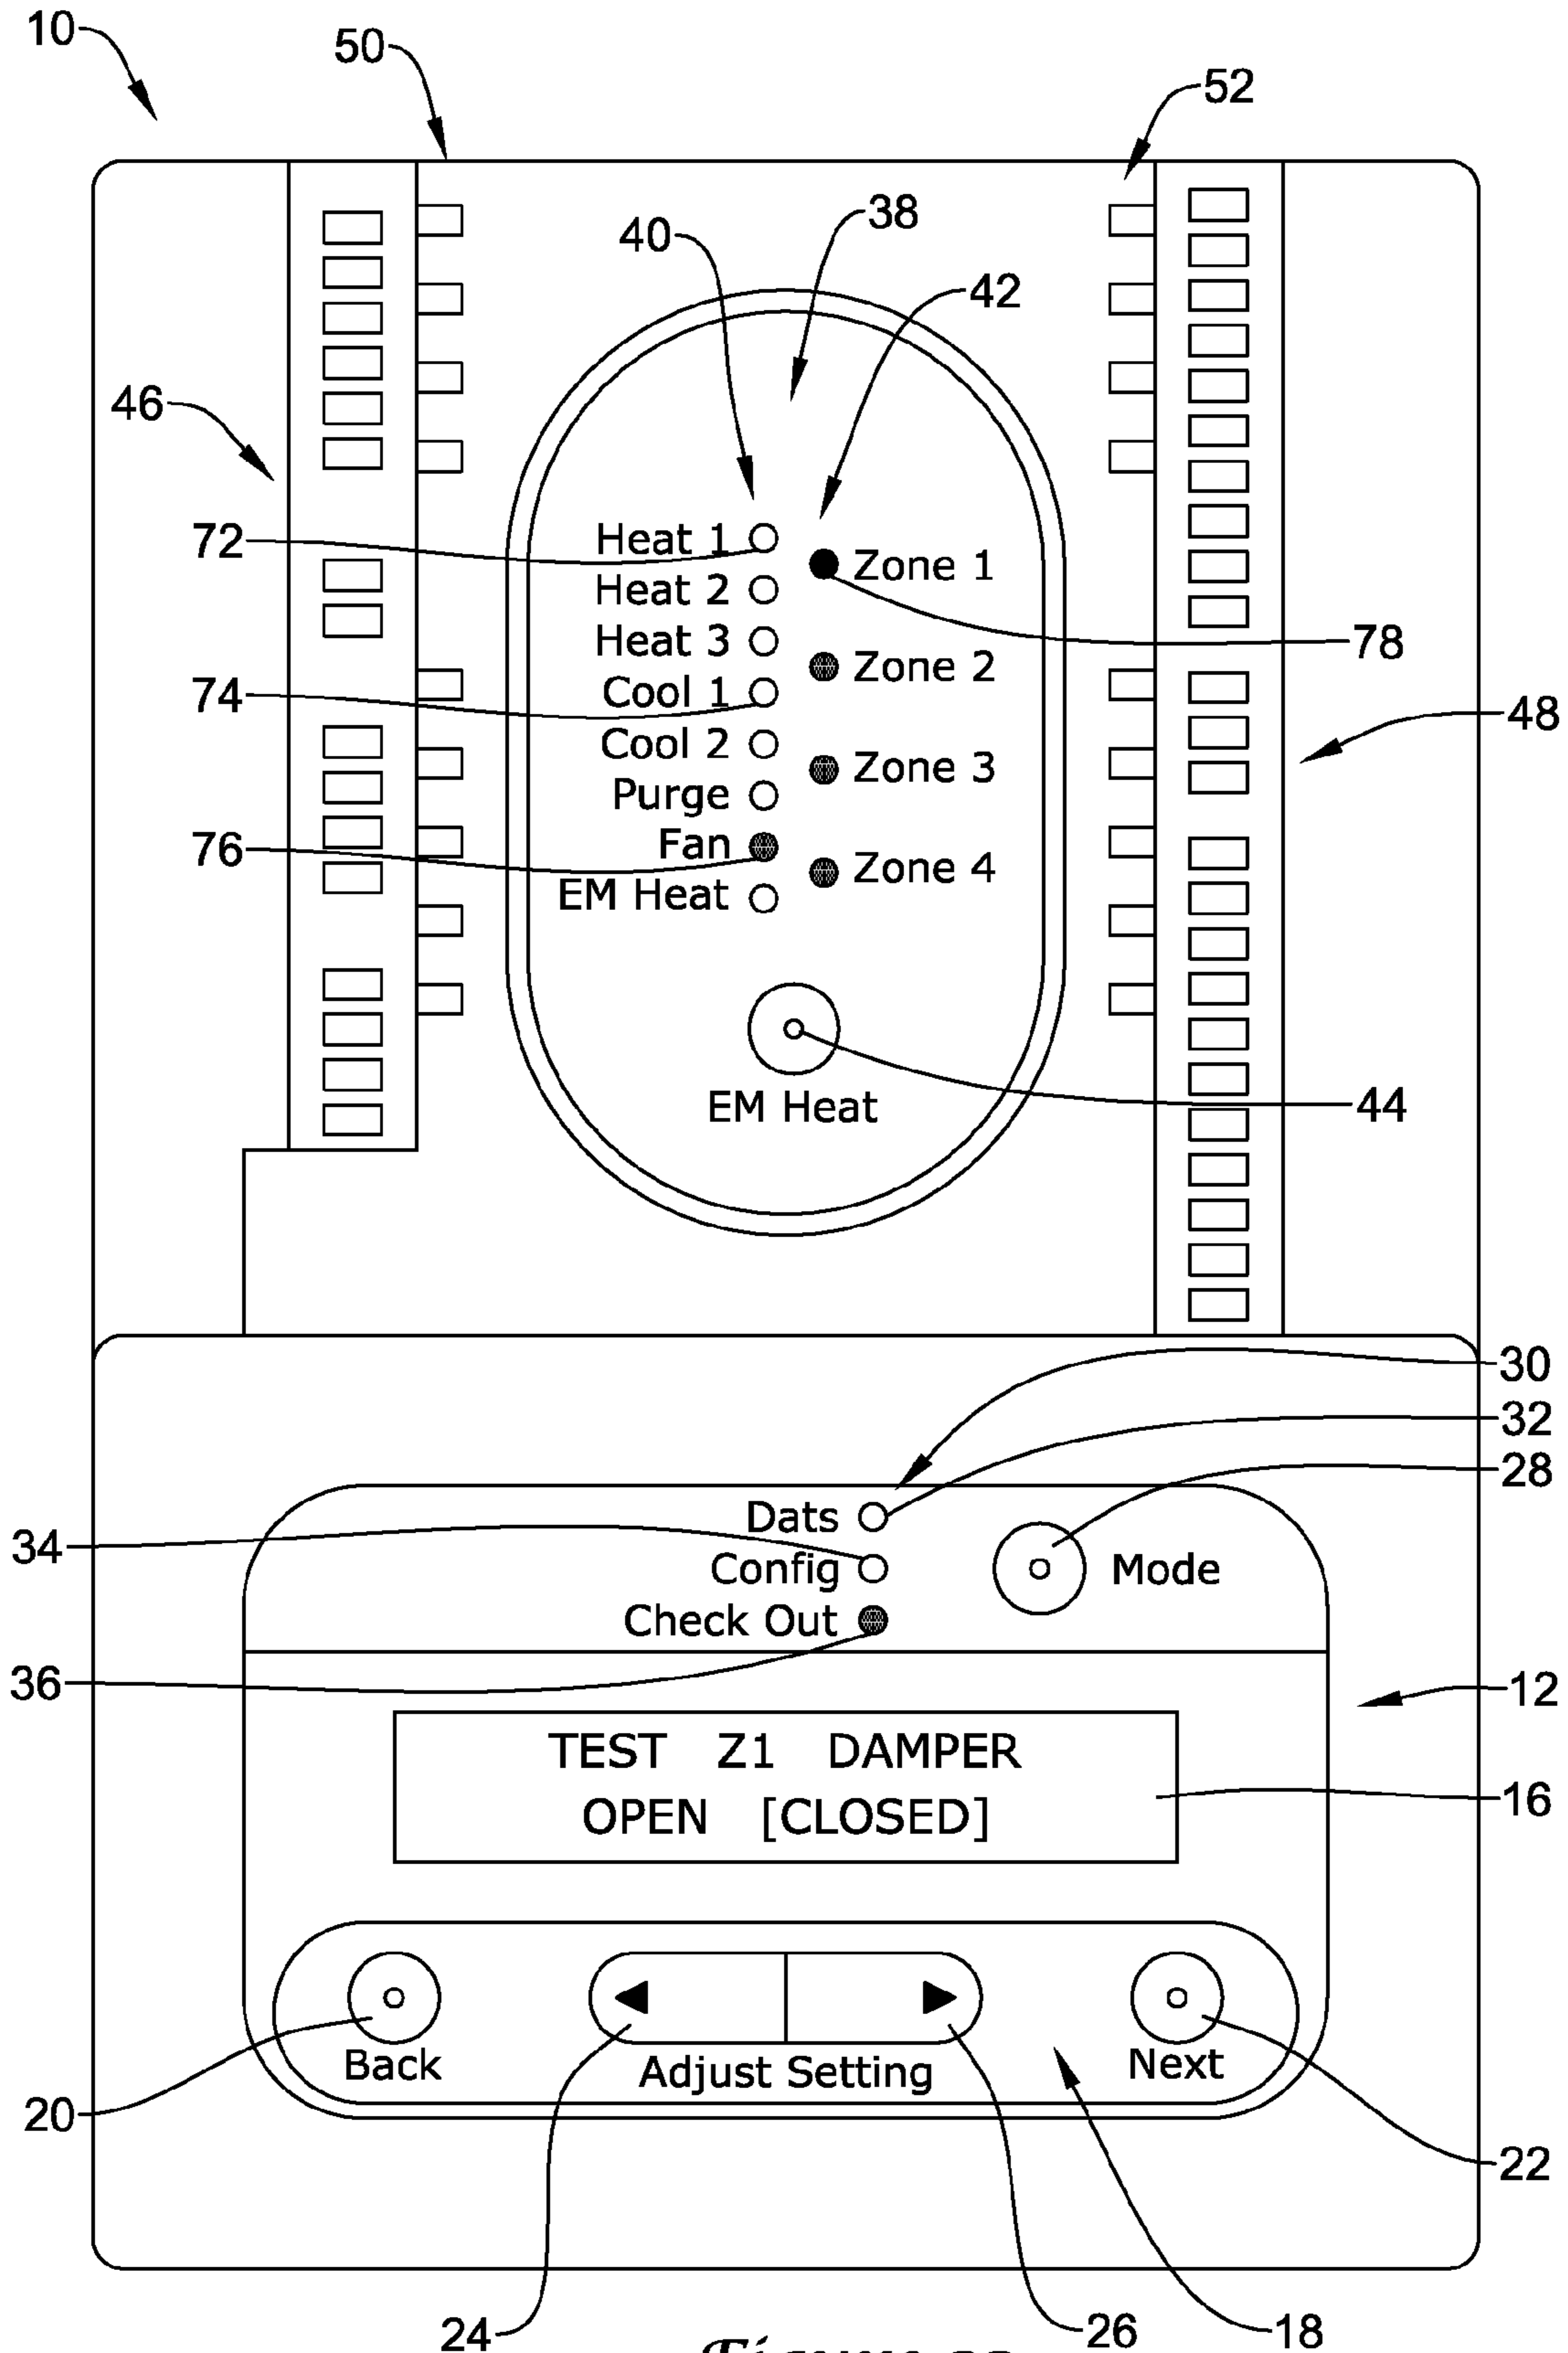 10
50
52
38
40
42
46
72
Heat 1
Zone 1
Heat 2
78
Heat 3
Zone 2
74
Cool 1
48
Cool 2
Zone 3
Purge
76
Fan
Zone 4
EM Heat
44
EM Heat
30
32
28
Dats
34
Config
Mode
Check Out
36
12
TEST Z1 DAMPER
16
OPEN [CLOSED]
Back
Adjust Setting
Next
20
22
24
26
18